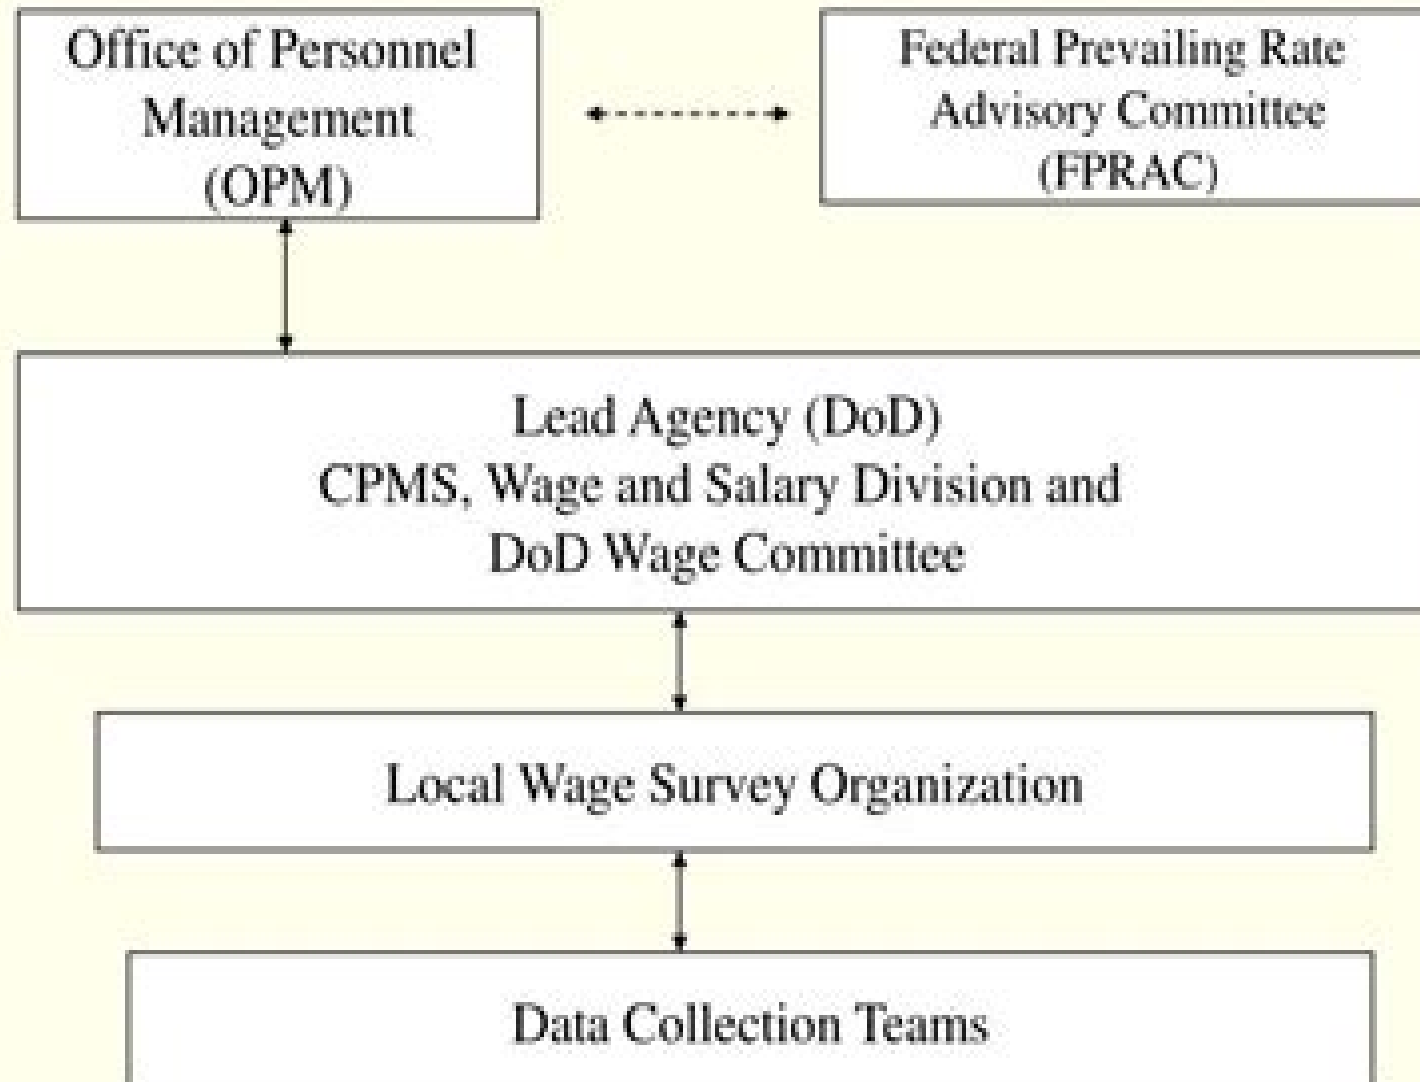 Office of Personnel
Management
(OPM)
Federal Prevailing Rate
Advisory Committee
(FPRAC)
Lead Agency (DoD)
CPMS, Wage and Salary Division and
DoD Wage Committee
Local Wage Survey Organization
Data Collection Teams